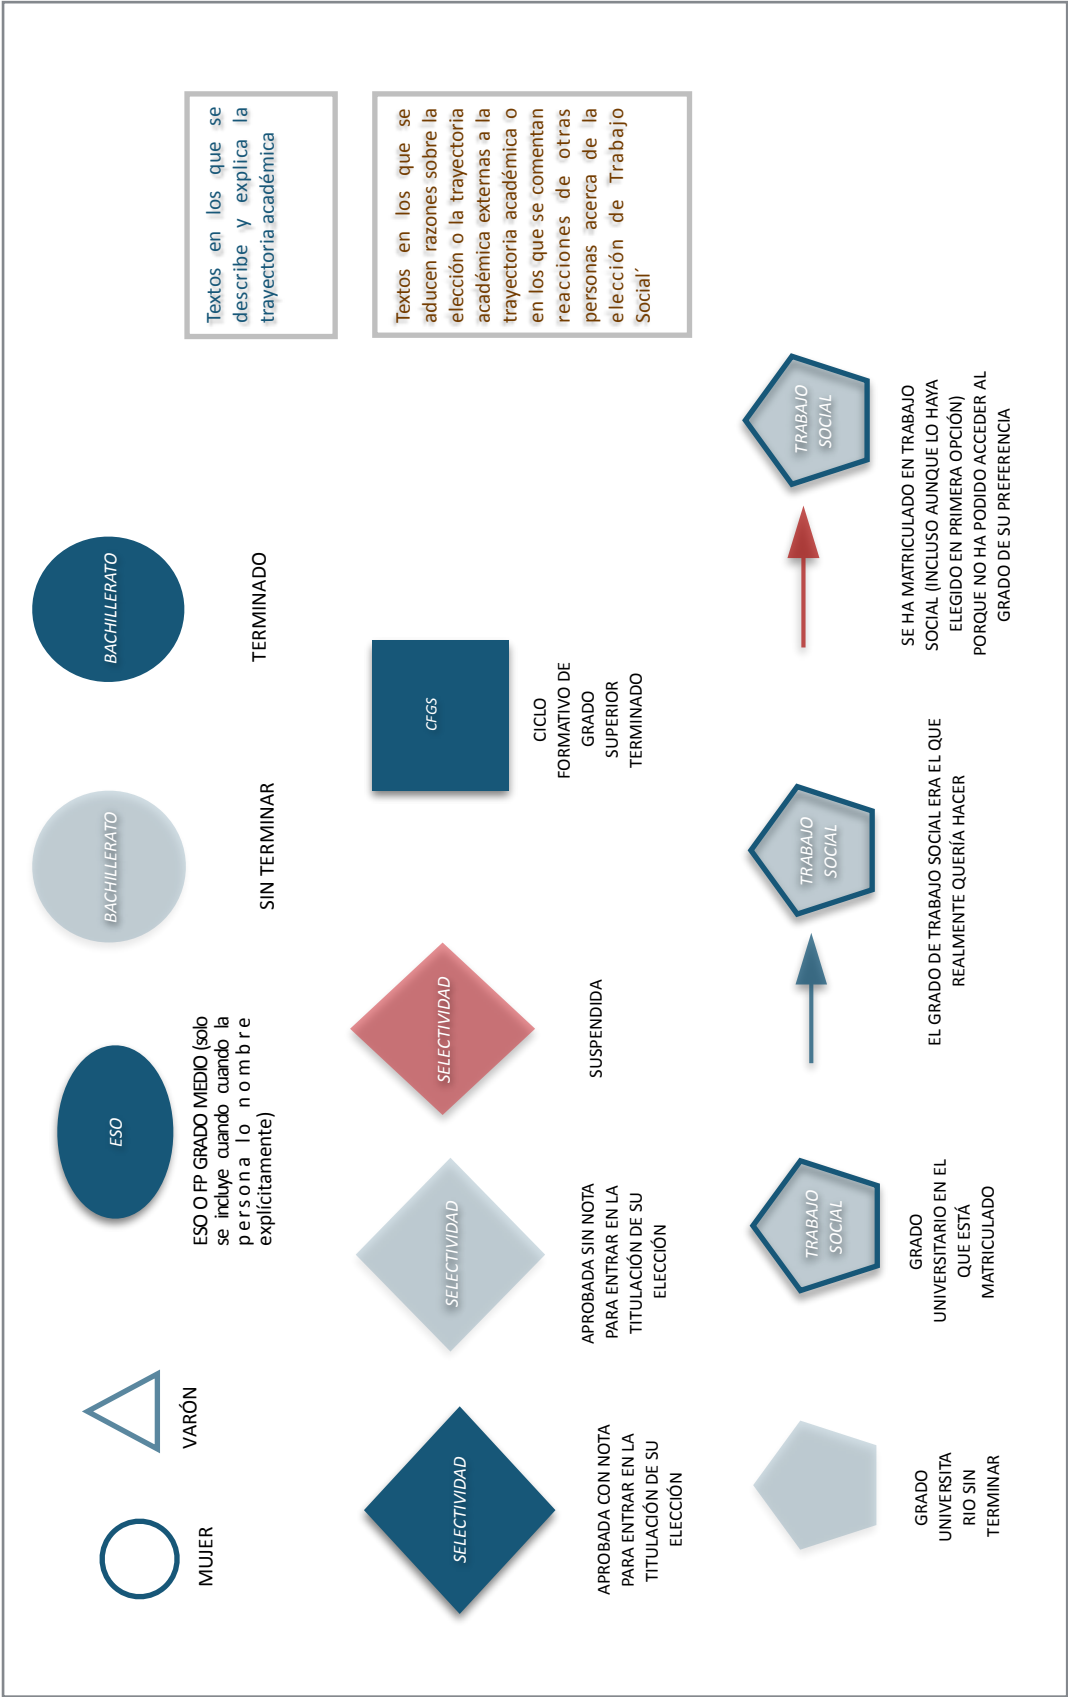 MUJER
VARÓN
ESO
ESO O FP GRADO MEDIO (solo
se incluye cuando cuando la
persona lo nombre
explícitamente)
BACHILLERATO
SIN TERMINAR
BACHILLERATO
TERMINADO
Textos en los que se
describe y explica la
trayectoria académica
SELECTIVIDAD
APROBADA CON NOTA
PARA ENTRAR EN LA
TITULACIÓN DE SU
ELECCIÓN
SELECTIVIDAD
APROBADA SIN NOTA
PARA ENTRAR EN LA
TITULACIÓN DE SU
ELECCIÓN
SELECTIVIDAD
SUSPENDIDA
CFGS
CICLO
FORMATIVO DE
GRADO
SUPERIOR
TERMINADO
Textos en los que se
aducen razones sobre la
elección o la trayectoria
académica externas a la
trayectoria académica o
en los que se comentan
reacciones de otras
personas acerca de la
elección de Trabajo
Social´
GRADO
UNIVERSITA
RIO SIN
TERMINAR
TRABAJO
SOCIAL
GRADO
UNIVERSITARIO EN EL
QUE ESTÁ
MATRICULADO
TRABAJO
SOCIAL
EL GRADO DE TRABAJO SOCIAL ERA EL QUE
REALMENTE QUERÍA HACER
TRABAJO
SOCIAL
SE HA MATRICULADO EN TRABAJO
SOCIAL (INCLUSO AUNQUE LO HAYA
ELEGIDO EN PRIMERA OPCIÓN)
PORQUE NO HA PODIDO ACCEDER AL
GRADO DE SU PREFERENCIA